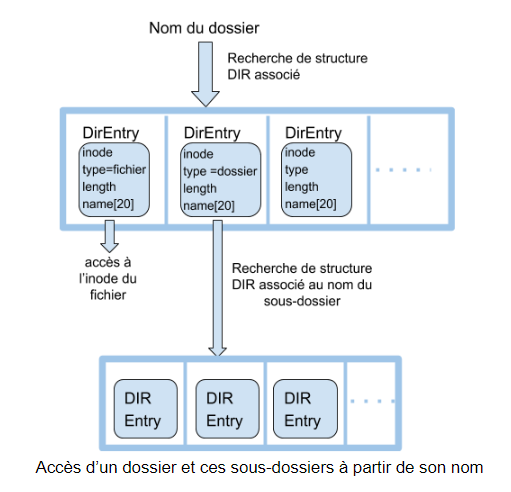 Nom du dossier
Recherche de structure
DIR associé
DirEntry
inode
type=fichier
length
name[20]
DirEntry
inode
type =dossier
length
name[20]
DirEntry
inode
type
length
name[20]
accès à
l'inode du
fichier
Recherche de structure
DIR associé au nom du
sous-dossier
DIR
Entry
DIR
Entry
DIR
Entry
Accès d'un dossier et ces sous-dossiers à partir de son nom